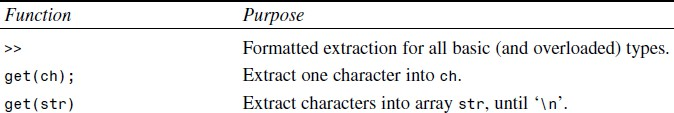 Function Purpose
>> Formatted extraction for all basic (and overloaded) types.
get(ch); Extract one character into ch.
get(str) Extract characters into array str, until ‘\n’.